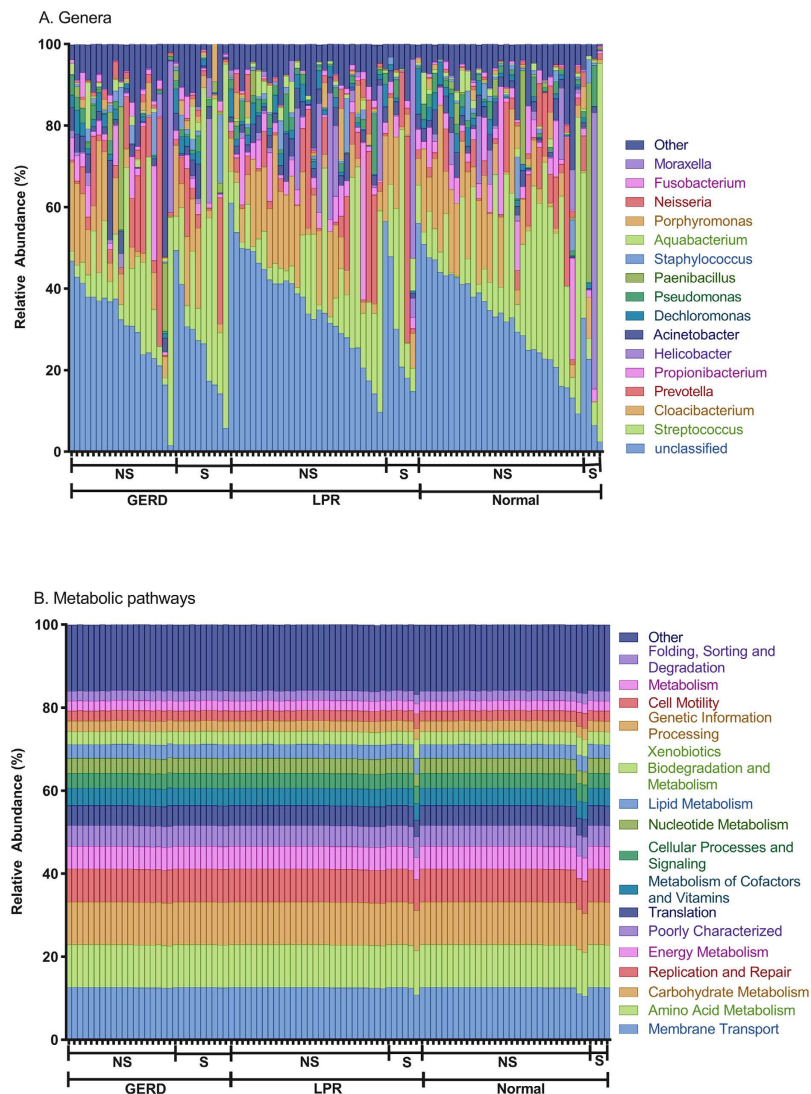 A. Genera
Relative Abundance (%)
100
80
60
40
20
0
NS
S
NS
S
NS
S
GERD
LPR
Normal
Other
Moraxella
Fusobacterium
Neisseria
Porphyromonas
Aquabacterium
Staphylococcus
Paenibacillus
Pseudomonas
Dechloromonas
Acinetobacter
Helicobacter
Propionibacterium
Prevotella
Cloacibacterium
Streptococcus
unclassified
B. Metabolic pathways
Relative Abundance (%)
100
80
60
40
20
0
NS
S
NS
S
NS
S
GERD
LPR
Normal
Other
Folding, Sorting and
Degradation
Metabolism
Cell Motility
Genetic Information
Processing
Xenobiotics
Biodegradation and
Metabolism
Lipid Metabolism
Nucleotide Metabolism
Cellular Processes and
Signaling
Metabolism of Cofactors
and Vitamins
Translation
Poorly Characterized
Energy Metabolism
Replication and Repair
Carbohydrate Metabolism
Amino Acid Metabolism
Membrane Transport